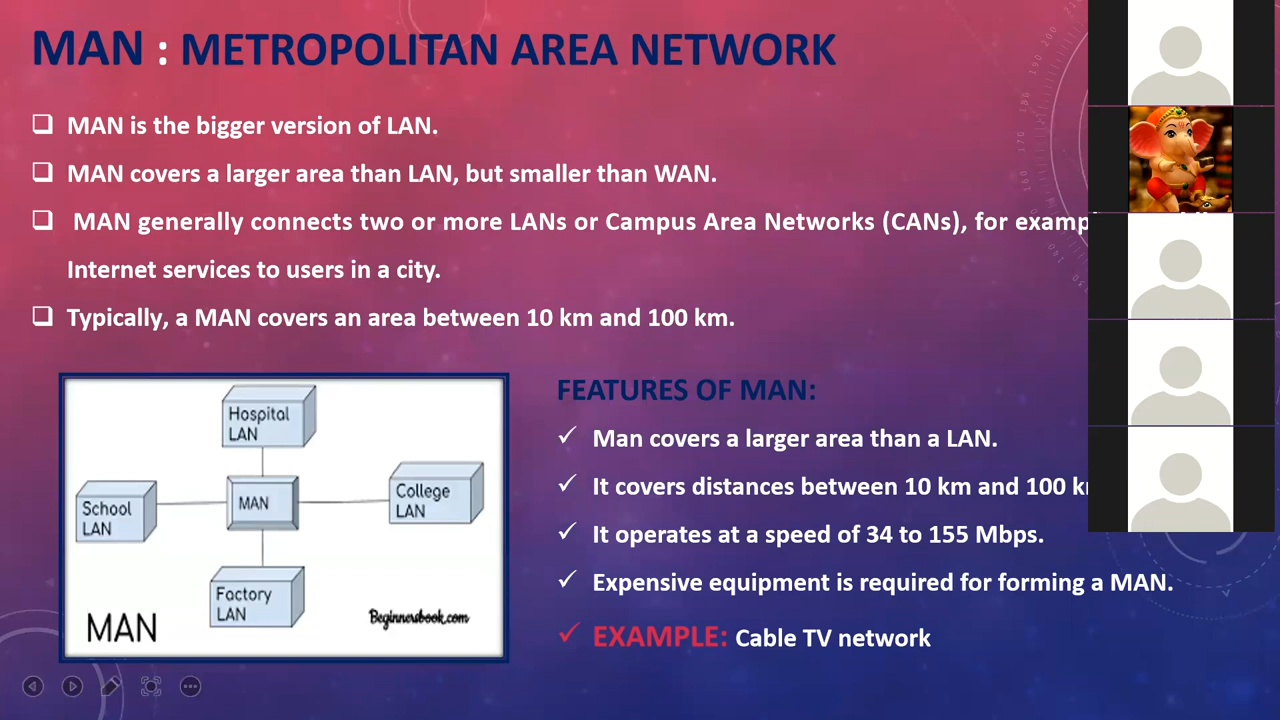 MAN : METROPOLITAN AREA NETWORK
MAN is the bigger version of LAN.
MAN covers a larger area than LAN, but smaller than WAN.
MAN generally connects two or more LANs or Campus Area Networks (CANs), for
Internet services to users in a city.
Typically, a MAN covers an area between 10 km and 100 km.
Hospital
LAN
School
LAN
MAN
College
LAN
Factory
LAN
MAN
Beginnersbook.com
FEATURES OF MAN:
Man covers a larger area than a LAN.
It covers distances between 10 km and 100
It operates at a speed of 34 to 155 Mbps.
Expensive equipment is required for forming a MAN.
EXAMPLE: Cable TV network